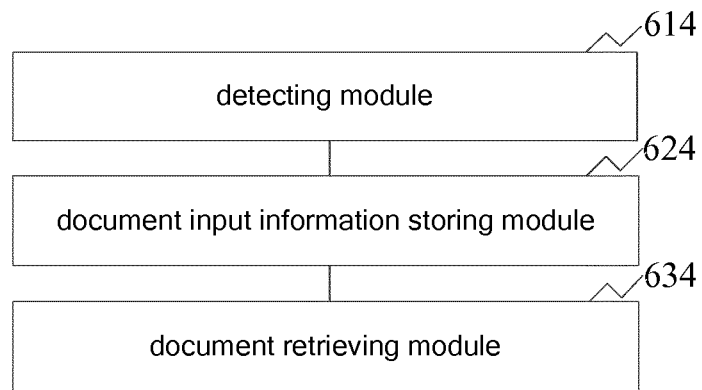 614
detecting module
624
document input information storing module
634
document retrieving module